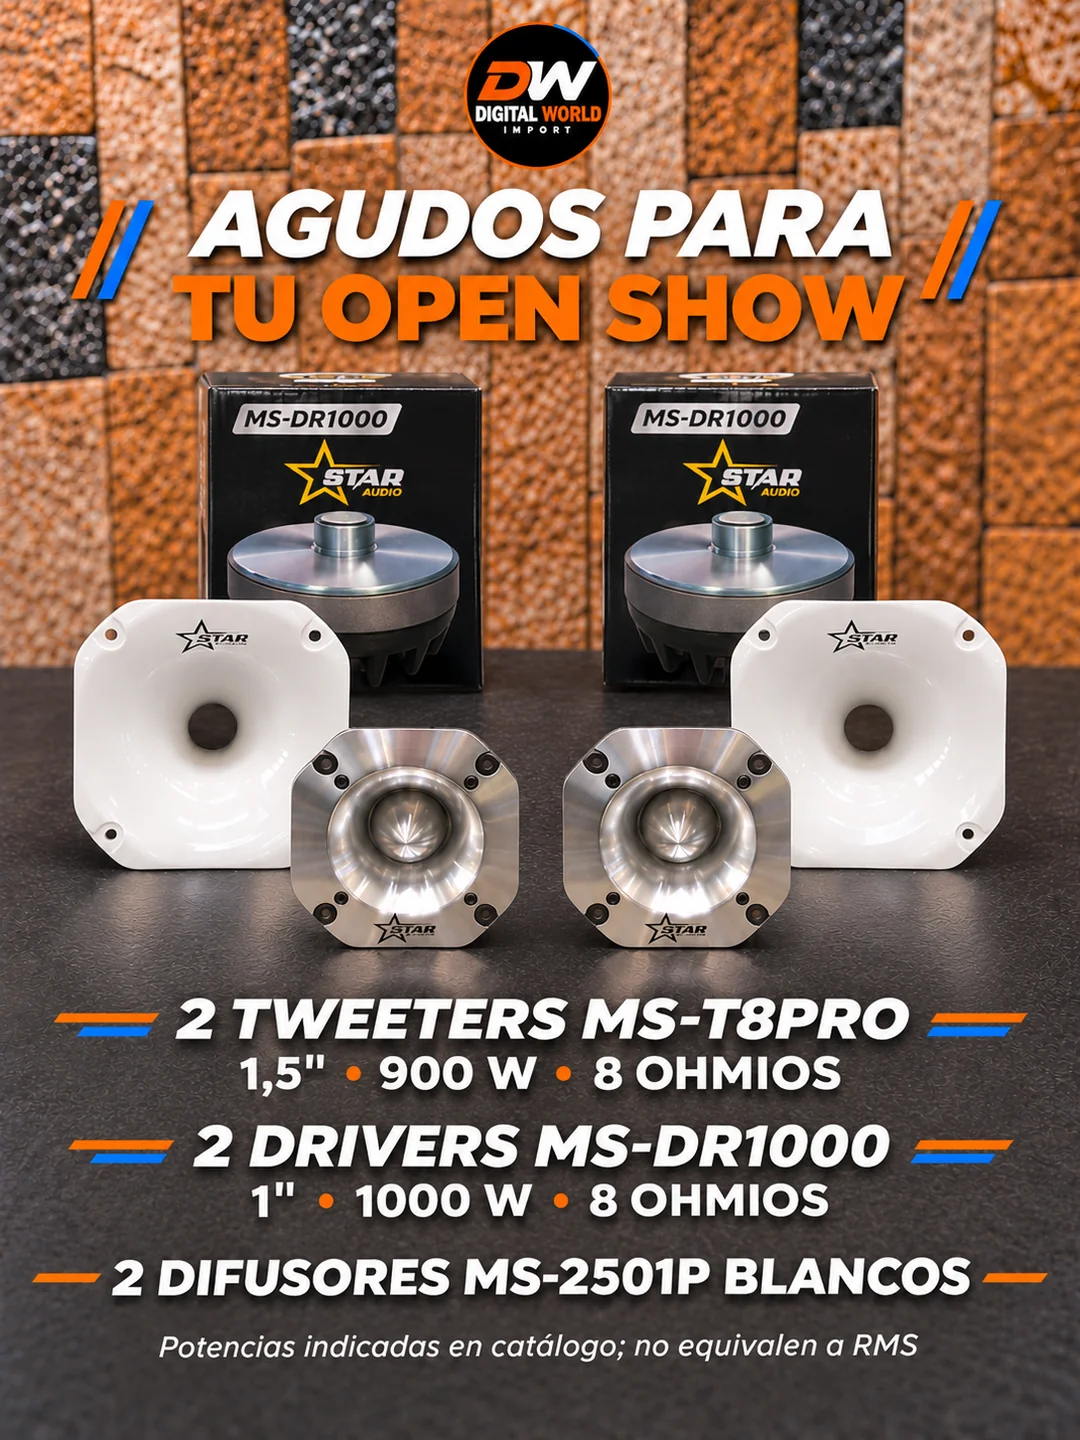 DW
DIGITAL WORLD
IMPORT
AGUDOS PARA
TU OPEN SHOW
MS-DR1000
STAR
AUDIO
MS-DR1000
STAR
AUDIO
STAR
STAR
STAR
STAR
2 TWEETERS MS-T8PRO
1,5" • 900 W • 8 OHMIOS
2 DRIVERS MS-DR1000
1" • 1000 W • 8 OHMIOS
2 DIFUSORES MS-2501P BLANCOS
Potencias indicadas en catálogo; no equivalen a RMS